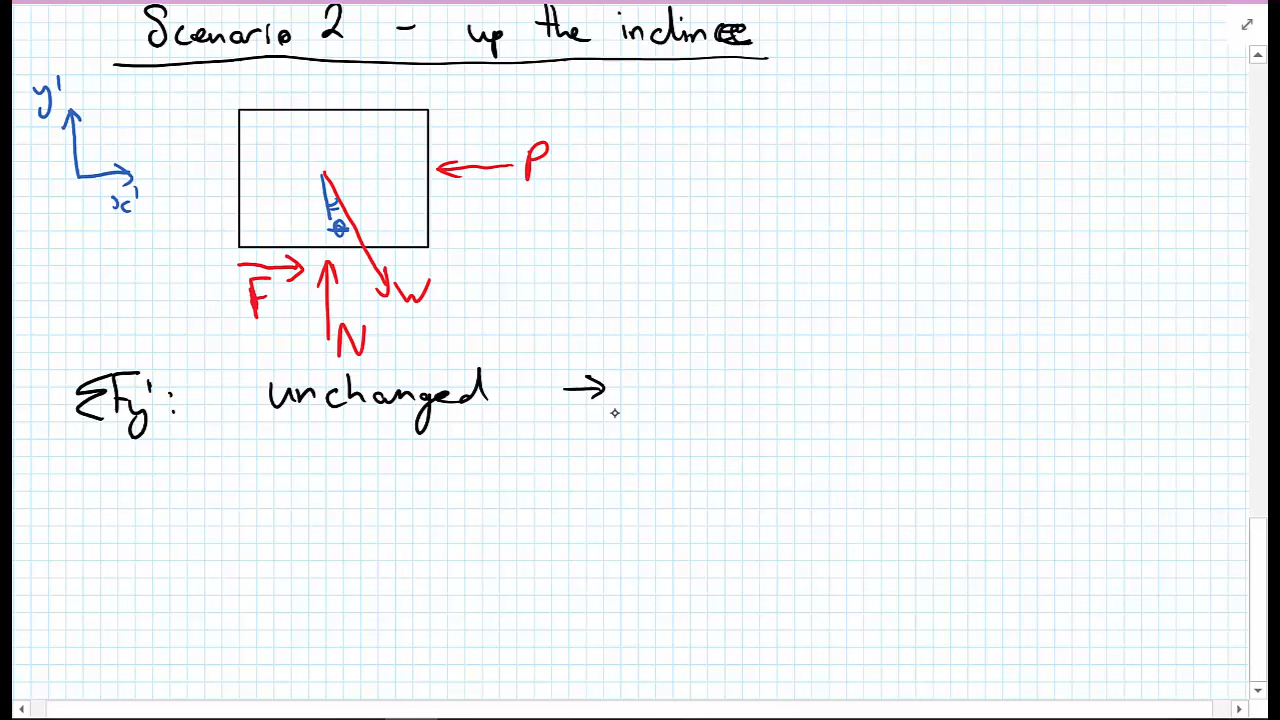 Scenario 2 - up the incline
y'
x'
P
θ
F
W
N
ΣFy': unchanged →